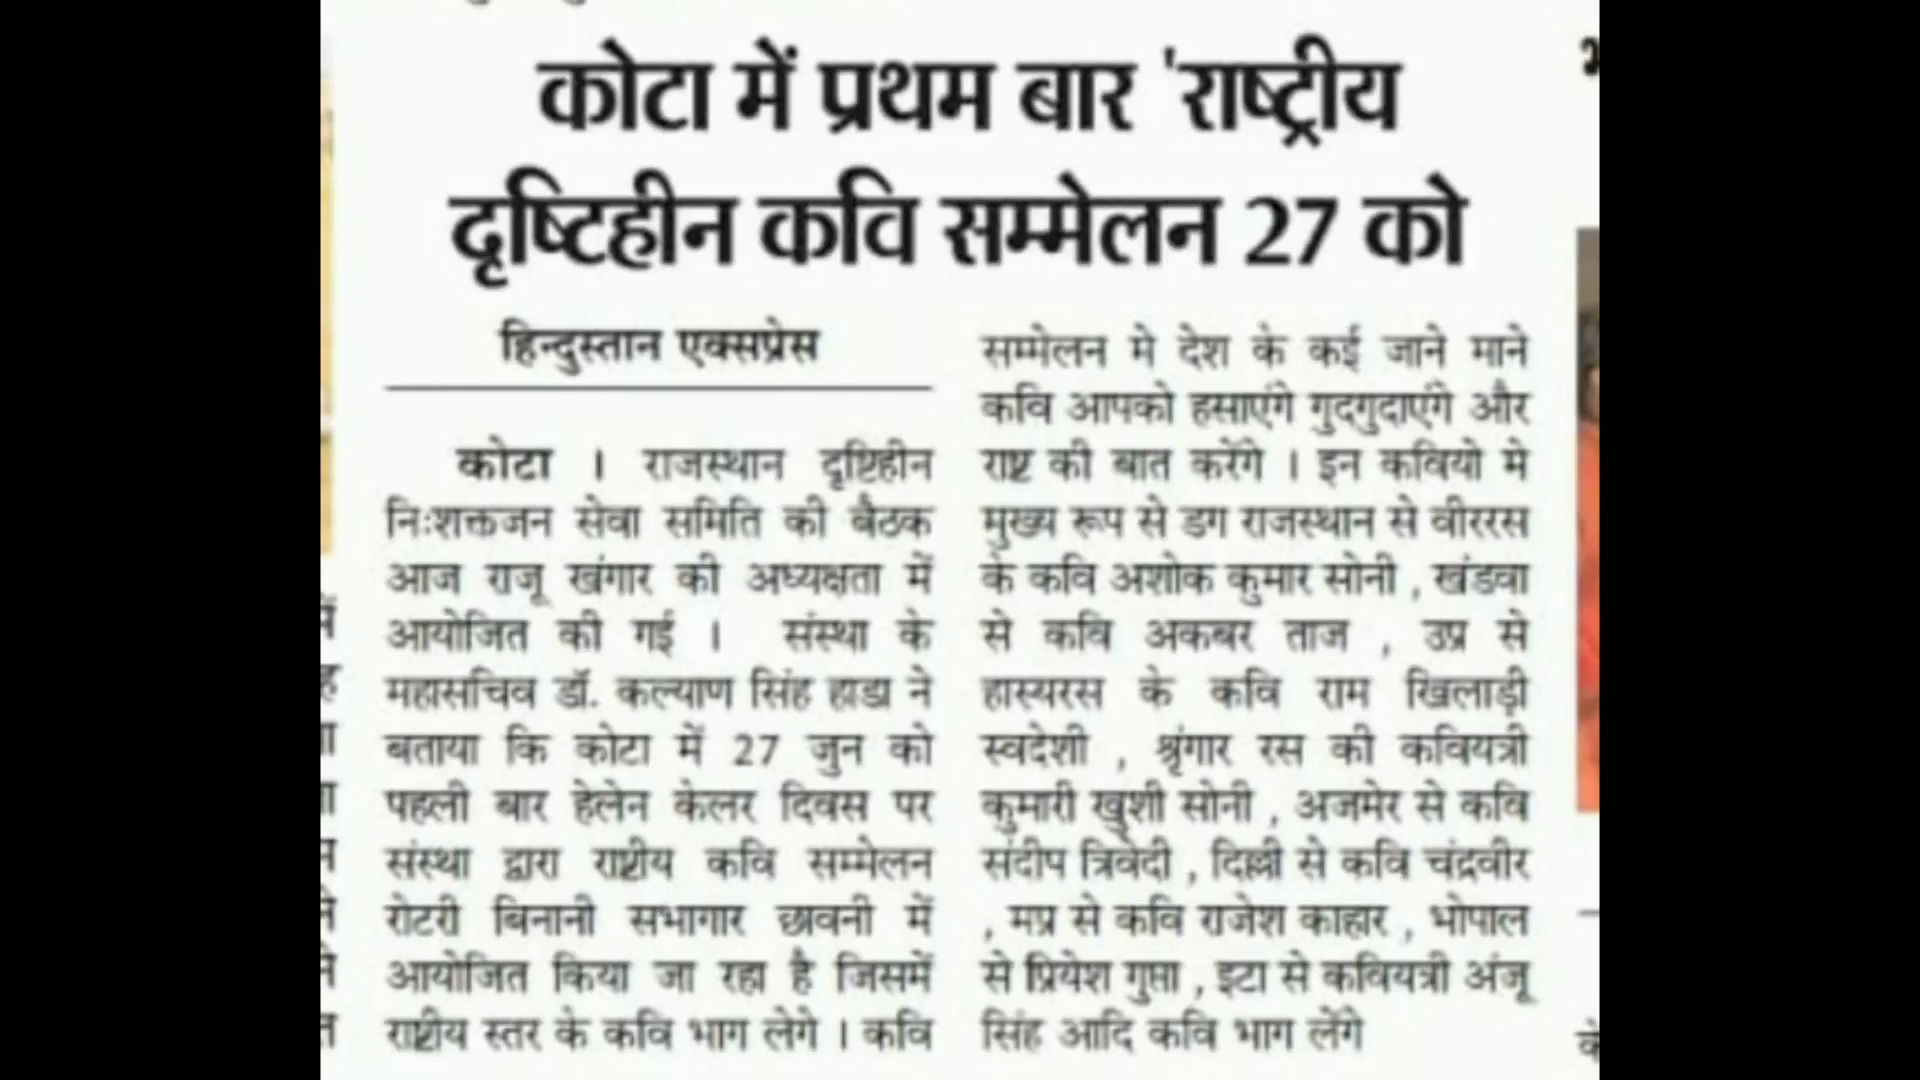 कोटा में प्रथम बार 'राष्ट्रीय
दृष्टिहीन कवि सम्मेलन 27 को
हिन्दुस्तान एक्सप्रेस
कोटा । राजस्थान दृष्टिहीन
निःशक्तजन सेवा समिति की बैठक
आज राजू खंगार की अध्यक्षता में
आयोजित की गई । संस्था के
महासचिव डॉ. कल्याण सिंह हाडा ने
बताया कि कोटा में 27 जुन को
पहली बार हेलेन केलर दिवस पर
संस्था द्वारा राष्टीय कवि सम्मेलन
रोटरी बिनानी सभागार छावनी में
आयोजित किया जा रहा है जिसमें
राष्टीय स्तर के कवि भाग लेगे । कवि
सम्मेलन मे देश के कई जाने माने
कवि आपको हसाएंगे गुदगुदाएंगे और
राष्ट की बात करेंगे । इन कवियो मे
मुख्य रूप से डग राजस्थान से वीररस
के कवि अशोक कुमार सोनी , खंडवा
से कवि अकबर ताज , उप्र से
हास्यरस के कवि राम खिलाड़ी
स्वदेशी , श्रृंगार रस की कवियत्री
कुमारी खुशी सोनी , अजमेर से कवि
संदीप त्रिवेदी , दिल्ली से कवि चंद्रवीर
, मप्र से कवि राजेश काहार , भोपाल
से प्रियेश गुप्ता , इटा से कवियत्री अंजू
सिंह आदि कवि भाग लेंगे